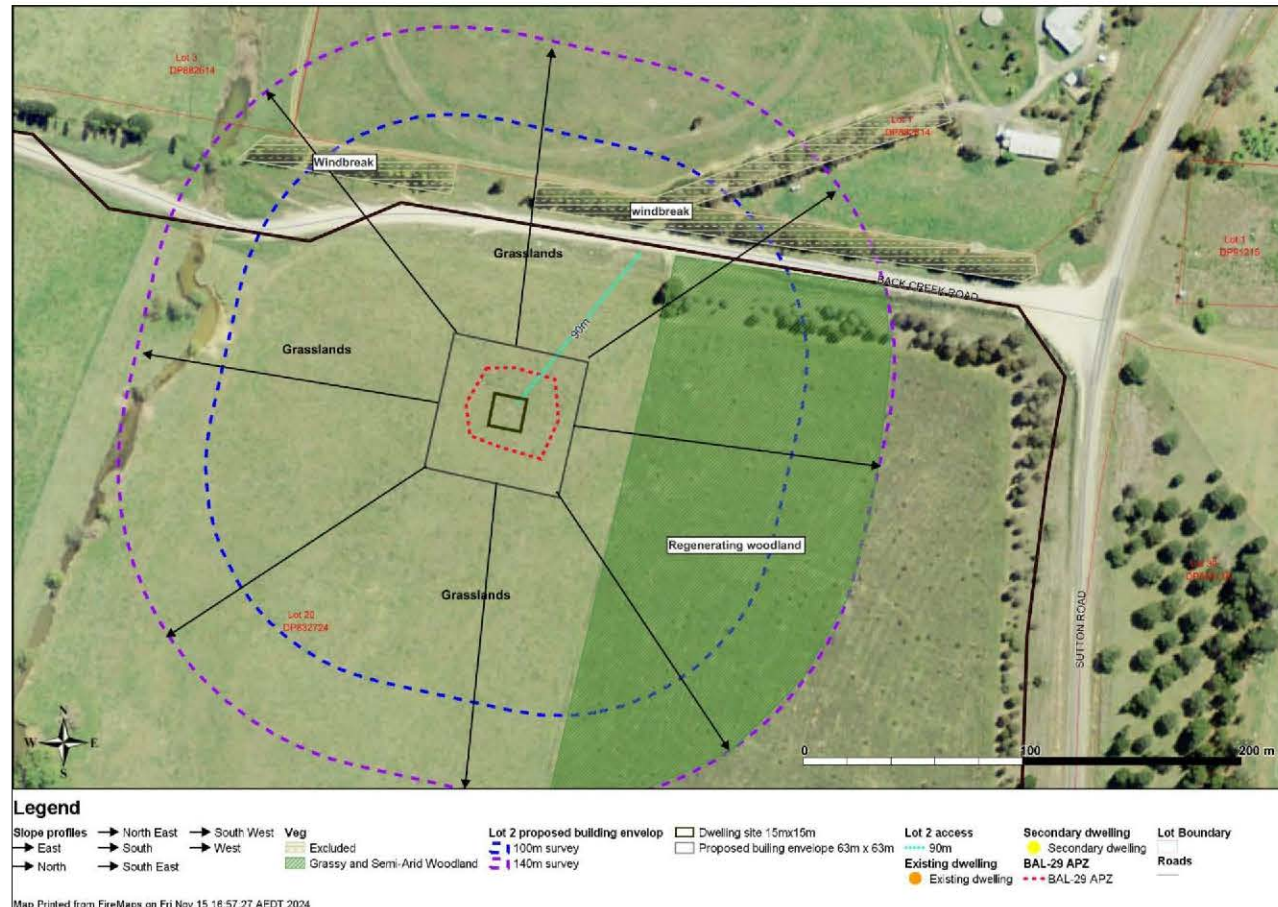 Lot 3
DP882614
Windbreak
windbreak
Lot 1
Lot 1
DP91215
BACK CREEK ROAD
Grasslands
90m
Grasslands
Regenerating woodland
Grasslands
Lot 20
DP832724
SUTTON ROAD
N
W E
S
0 100 200 m
Legend
Slope profiles
East
North
North East
South
South East
South West
West
Veg
Excluded
Grassy and Semi-Arid Woodland
Lot 2 proposed building envelop
100m survey
140m survey
Dwelling site 15mx15m
Proposed builing envelope 63m x 63m
Lot 2 access
90m
Existing dwelling
Existing dwelling
Secondary dwelling
Secondary dwelling
BAL-29 APZ
BAL-29 APZ
Lot Boundary
Roads
Map Printed from FireMaps on Fri Nov 15 16:57:27 AEDT 2024